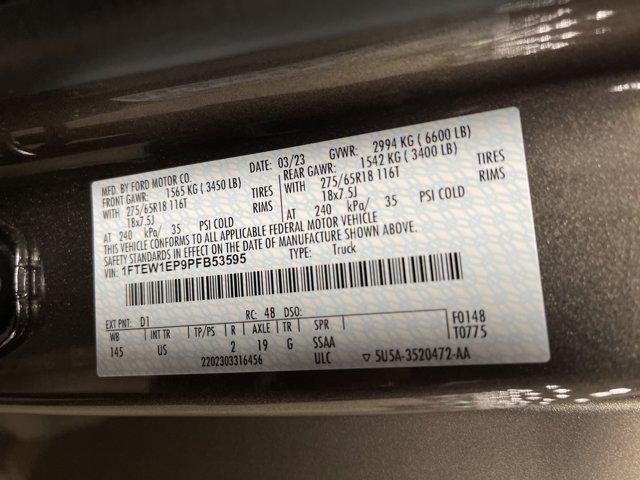 MFD. BY FORD MOTOR CO.
DATE: 03/23 GVWR: 2994 KG ( 6600 LB)
FRONT GAWR: 1565 KG ( 3450 LB) REAR GAWR: 1542 KG ( 3400 LB)
WITH 275/65R18 116T TIRES WITH 275/65R18 116T TIRES
18x7.5J RIMS 18x7.5J RIMS
AT 240 kPa/ 35 PSI COLD AT 240 kPa/ 35 PSI COLD
THIS VEHICLE CONFORMS TO ALL APPLICABLE FEDERAL MOTOR VEHICLE
SAFETY STANDARDS IN EFFECT ON THE DATE OF MANUFACTURE SHOWN ABOVE.
VIN: 1FTEW1EP9PFB53595 TYPE: Truck
EXT PNT: D1 RC: 48 DSO: F0148
WB INT TR TP/PS R AXLE TR SPR T0775
145 US 2 19 G SSAA
2202303316456 ULC ▽ 5U5A-3520472-AA